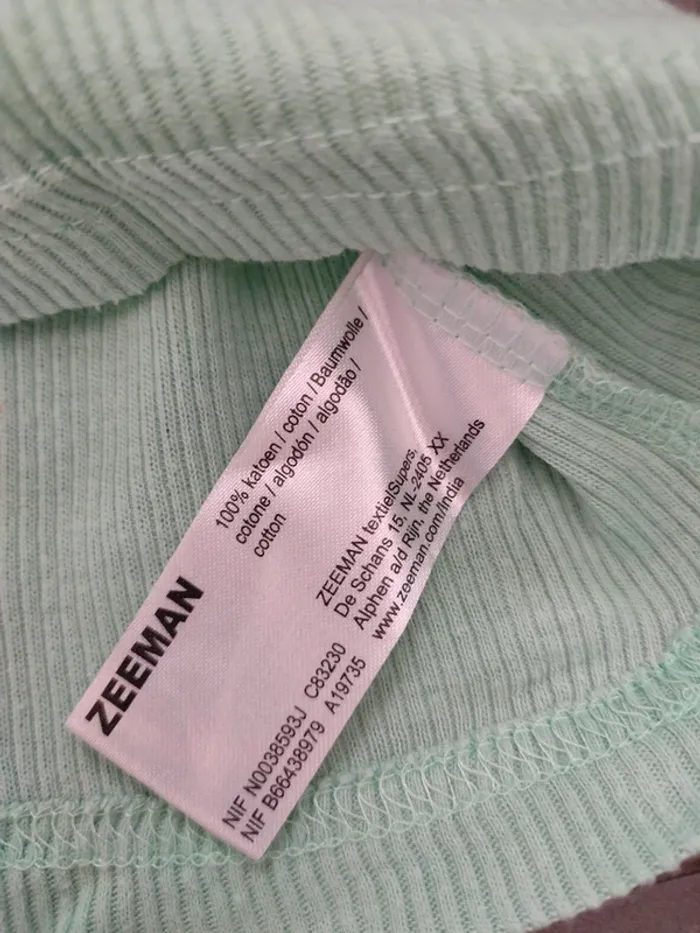 ZEEMAN
100% katoen / coton / Baumwolle /
cotone / algodón / algodão /
cotton
ZEEMAN textielSupers,
De Schans 15, NL-2405 XX
Alphen a/d Rijn, the Netherlands
www.zeeman.com/india
NIF N0038593J C83230
NIF B66438979 A19735